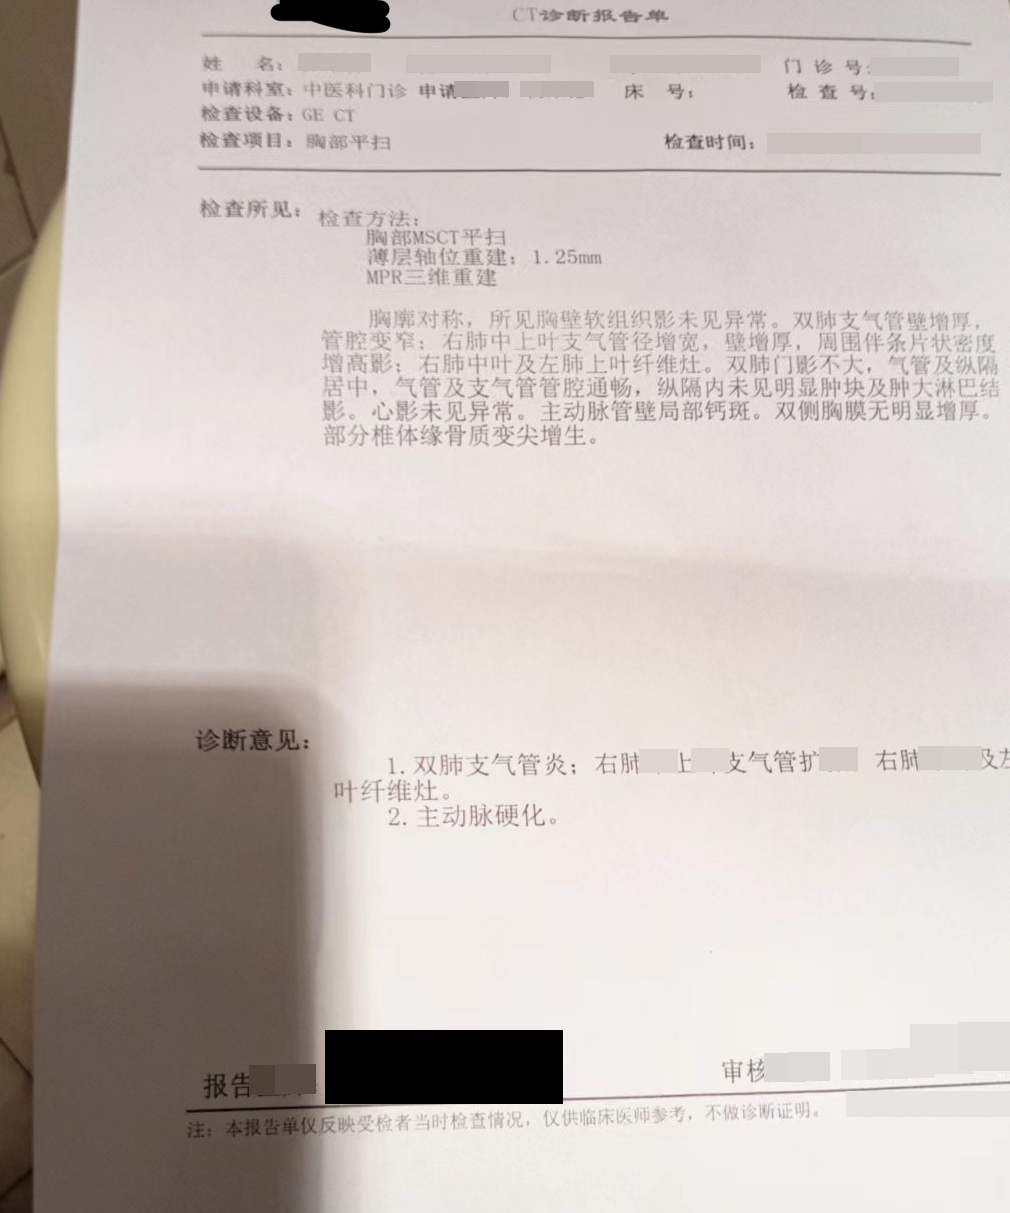 CT诊断报告单
姓 名: 门 诊 号:
申请科室: 中医科门诊 申请 床 号: 检 查 号:
检查设备: GE CT
检查项目: 胸部平扫 检查时间:
检查所见: 检查方法:
胸部MSCT平扫
薄层轴位重建: 1.25mm
MPR三维重建
胸廓对称, 所见胸壁软组织影未见异常。双肺支气管壁增厚,
管腔变窄; 右肺中上叶支气管径增宽, 壁增厚, 周围伴条片状密度
增高影; 右肺中叶及左肺上叶纤维灶。双肺门影不大, 气管及纵隔
居中, 气管及支气管管腔通畅, 纵隔内未见明显肿块及肿大淋巴结
影。心影未见异常。主动脉管壁局部钙斑。双侧胸膜无明显增厚。
部分椎体缘骨质变尖增生。
诊断意见:
1. 双肺支气管炎; 右肺 上 支气管扩 右肺 及左
叶纤维灶。
2. 主动脉硬化。
报告 审核
注: 本报告单仅反映受检者当时检查情况, 仅供临床医师参考, 不做诊断证明。